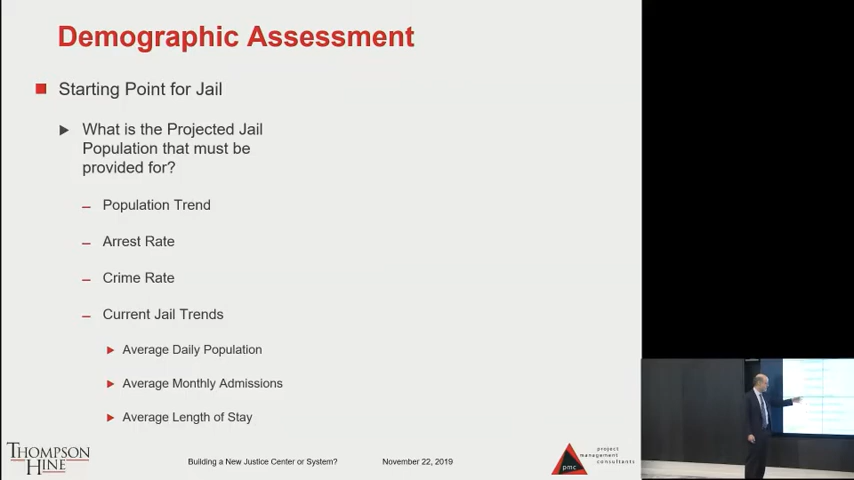 Demographic Assessment
Starting Point for Jail
What is the Projected Jail
Population that must be
provided for?
Population Trend
Arrest Rate
Crime Rate
Current Jail Trends
Average Daily Population
Average Monthly Admissions
Average Length of Stay
THOMPSON
HINE
Building a New Justice Center or System?
November 22, 2019
pmc
project
management
consultants